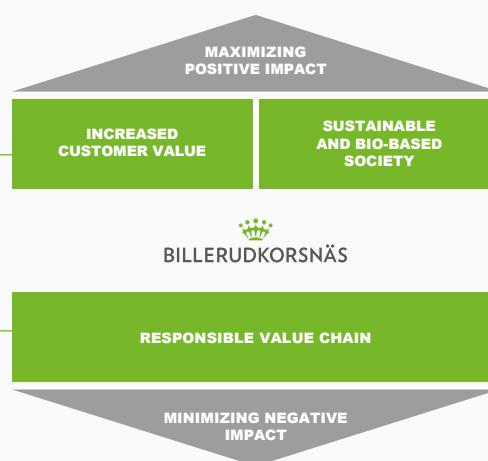 MAXIMIZING
POSITIVE IMPACT
INCREASED
CUSTOMER VALUE
SUSTAINABLE
AND BIO-BASED
SOCIETY
BILLERUDKORSNÄS
RESPONSIBLE VALUE CHAIN
MINIMIZING NEGATIVE
IMPACT